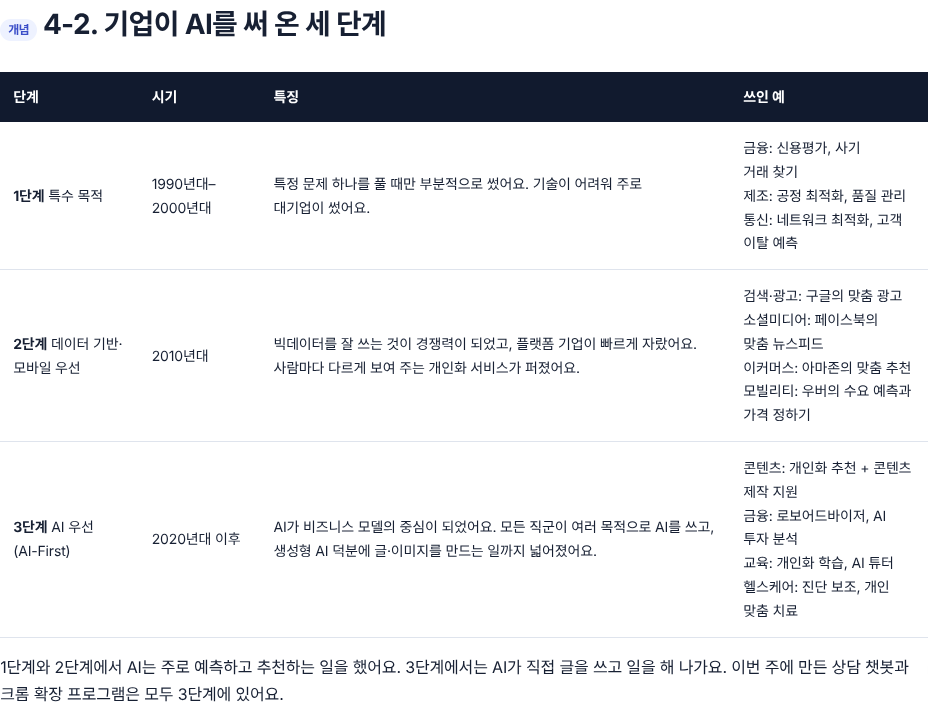 개념 4-2. 기업이 AI를 써 온 세 단계
단계 시기 특징 쓰인 예
1단계 특수 목적
1990년대–
2000년대
특정 문제 하나를 풀 때만 부분적으로 썼어요. 기술이 어려워 주로
대기업이 썼어요.
금융: 신용평가, 사기
거래 찾기
제조: 공정 최적화, 품질 관리
통신: 네트워크 최적화, 고객
이탈 예측
2단계 데이터 기반·
모바일 우선
2010년대
빅데이터를 잘 쓰는 것이 경쟁력이 되었고, 플랫폼 기업이 빠르게 자랐어요.
사람마다 다르게 보여 주는 개인화 서비스가 퍼졌어요.
검색·광고: 구글의 맞춤 광고
소셜미디어: 페이스북의
맞춤 뉴스피드
이커머스: 아마존의 맞춤 추천
모빌리티: 우버의 수요 예측과
가격 정하기
3단계 AI 우선
(AI-First)
2020년대 이후
AI가 비즈니스 모델의 중심이 되었어요. 모든 직군이 여러 목적으로 AI를 쓰고,
생성형 AI 덕분에 글·이미지를 만드는 일까지 넓어졌어요.
콘텐츠: 개인화 추천 + 콘텐츠
제작 지원
금융: 로보어드바이저, AI
투자 분석
교육: 개인화 학습, AI 튜터
헬스케어: 진단 보조, 개인
맞춤 치료
1단계와 2단계에서 AI는 주로 예측하고 추천하는 일을 했어요. 3단계에서는 AI가 직접 글을 쓰고 일을 해 나가요. 이번 주에 만든 상담 챗봇과
크롬 확장 프로그램은 모두 3단계에 있어요.